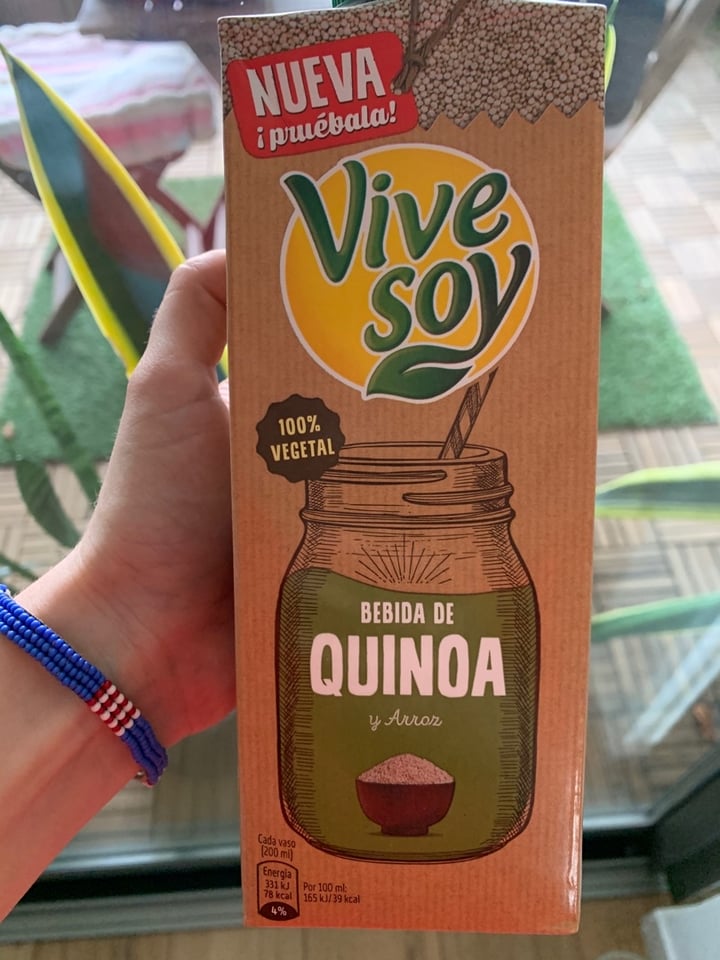 NUEVA
¡pruébala!
Vive
soy
100%
VEGETAL
BEBIDA DE
QUINOA
y Arroz
Cada vaso
(200 ml)
Energía
331 kJ
78 kcal
4%
Por 100 ml:
165 kJ/39 kcal